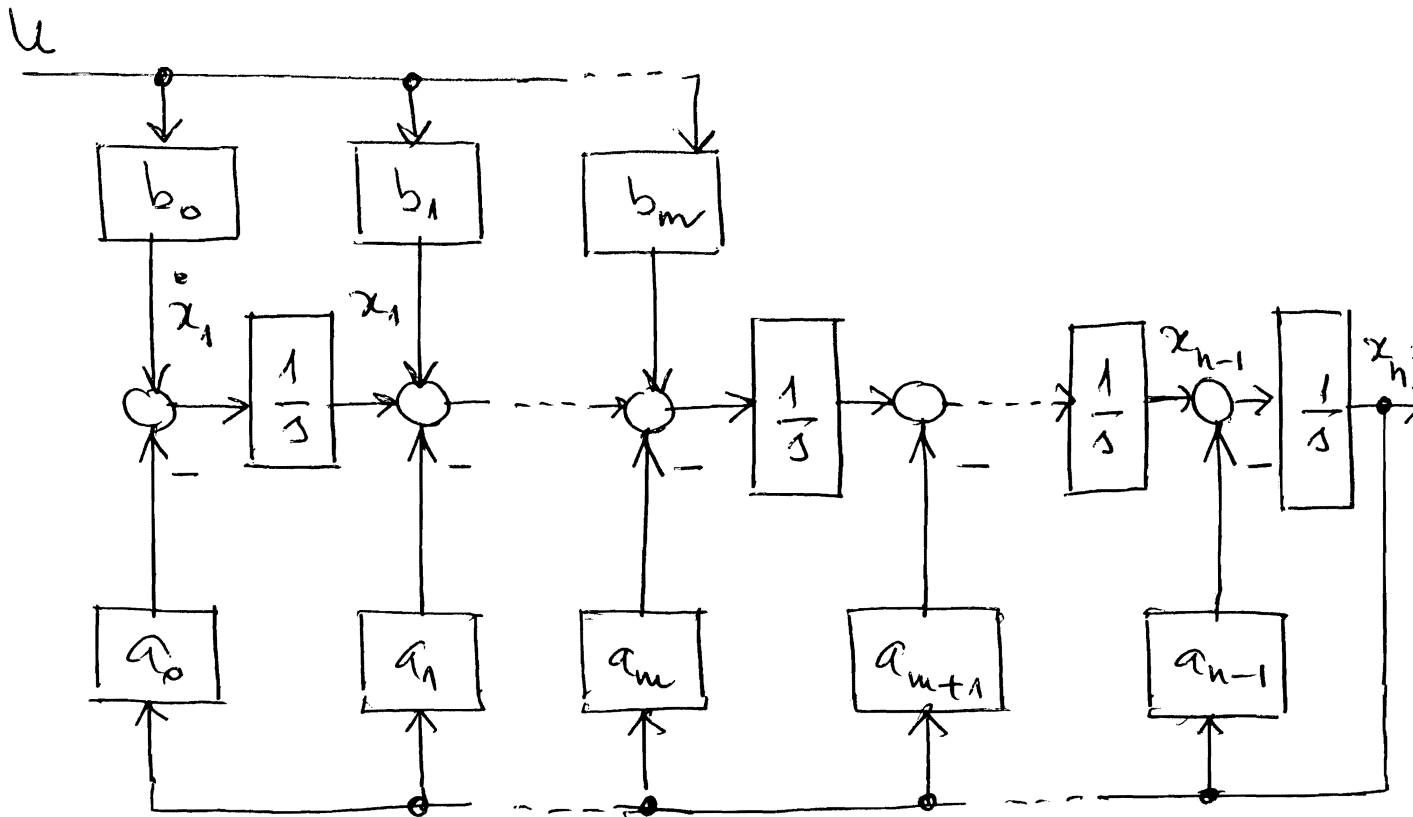 U
b₀ b₁ bₘ
ẋ₁ x₁ xₙ₋₁ xₙ
1/s 1/s 1/s 1/s
− − − − −
a₀ a₁ aₘ aₘ₊₁ aₙ₋₁